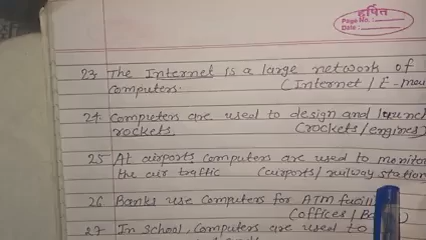 हर्षित
Page No.:
Date:
23 The Internet is a large network of
computers. (Internet / E-mai
24. Computers are used to design and launch
rockets. (rockets/engines)
25 At airports computers are used to monitor
the air traffic (airports/railway station
26 Banks use Computers for ATM facili
(offices/Ba
27 In School, Computers are used to